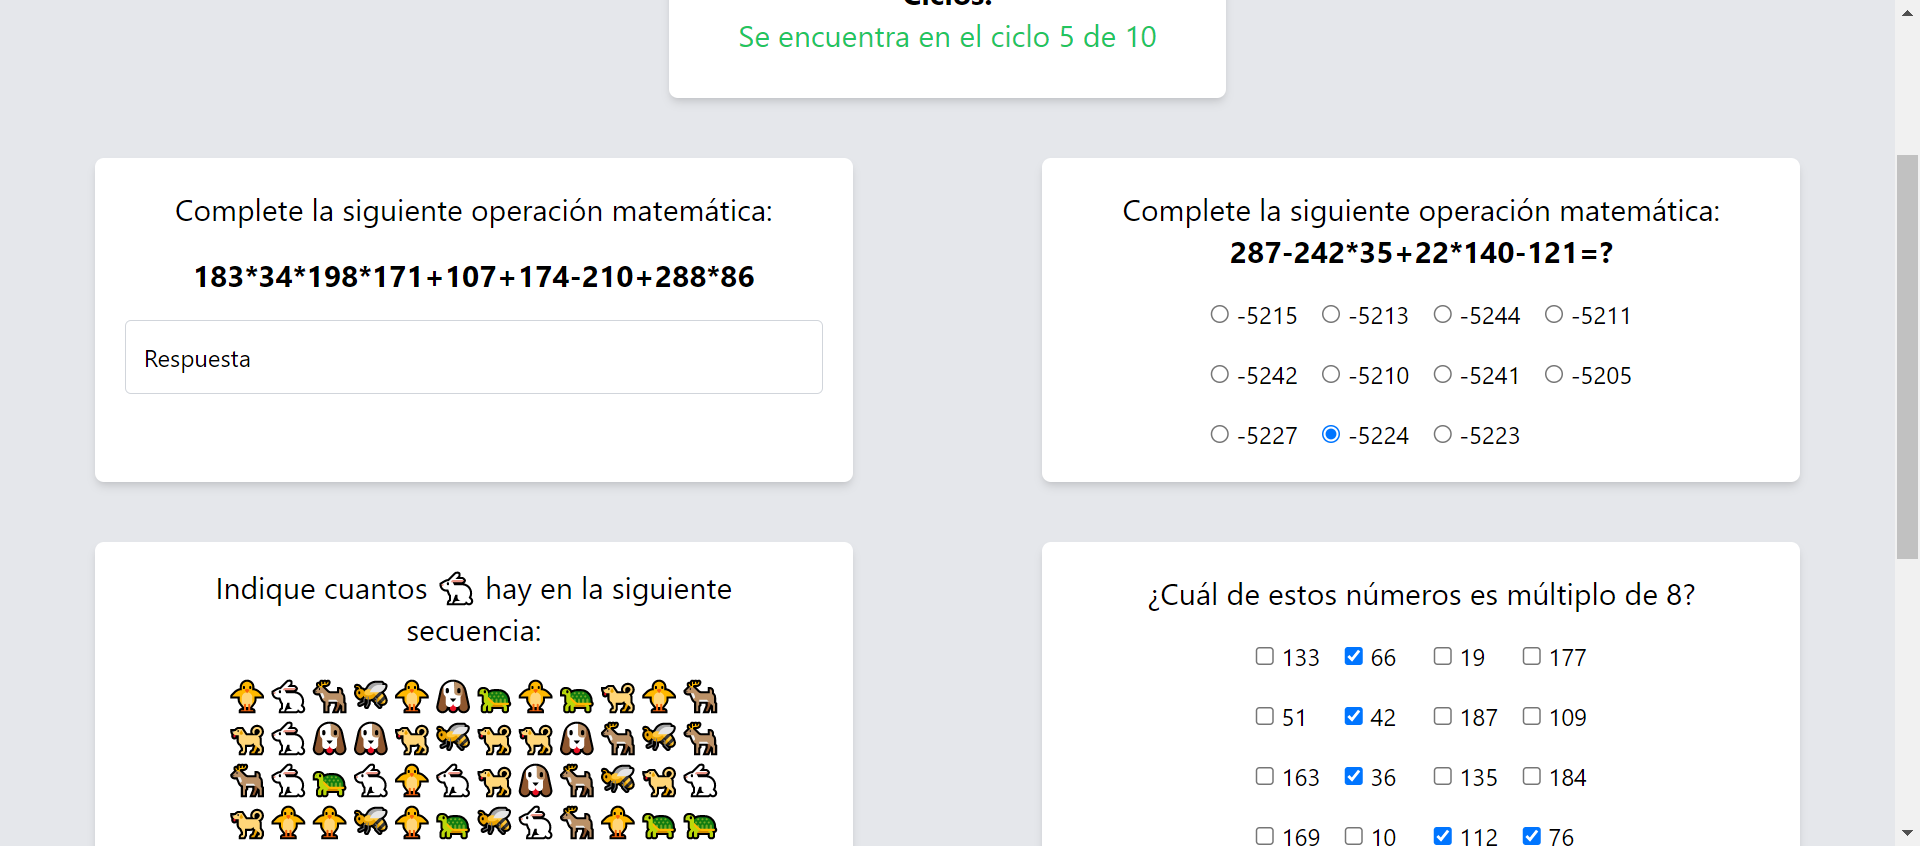 Ciclos:
Se encuentra en el ciclo 5 de 10
Complete la siguiente operación matemática:
183*34*198*171+107+174-210+288*86
Respuesta
Complete la siguiente operación matemática:
287-242*35+22*140-121=?
-5215 -5213 -5244 -5211
-5242 -5210 -5241 -5205
-5227 -5224 -5223
Indique cuantos 🐇 hay en la siguiente
secuencia:
¿Cuál de estos números es múltiplo de 8?
133 66 19 177
51 42 187 109
163 36 135 184
169 10 112 76